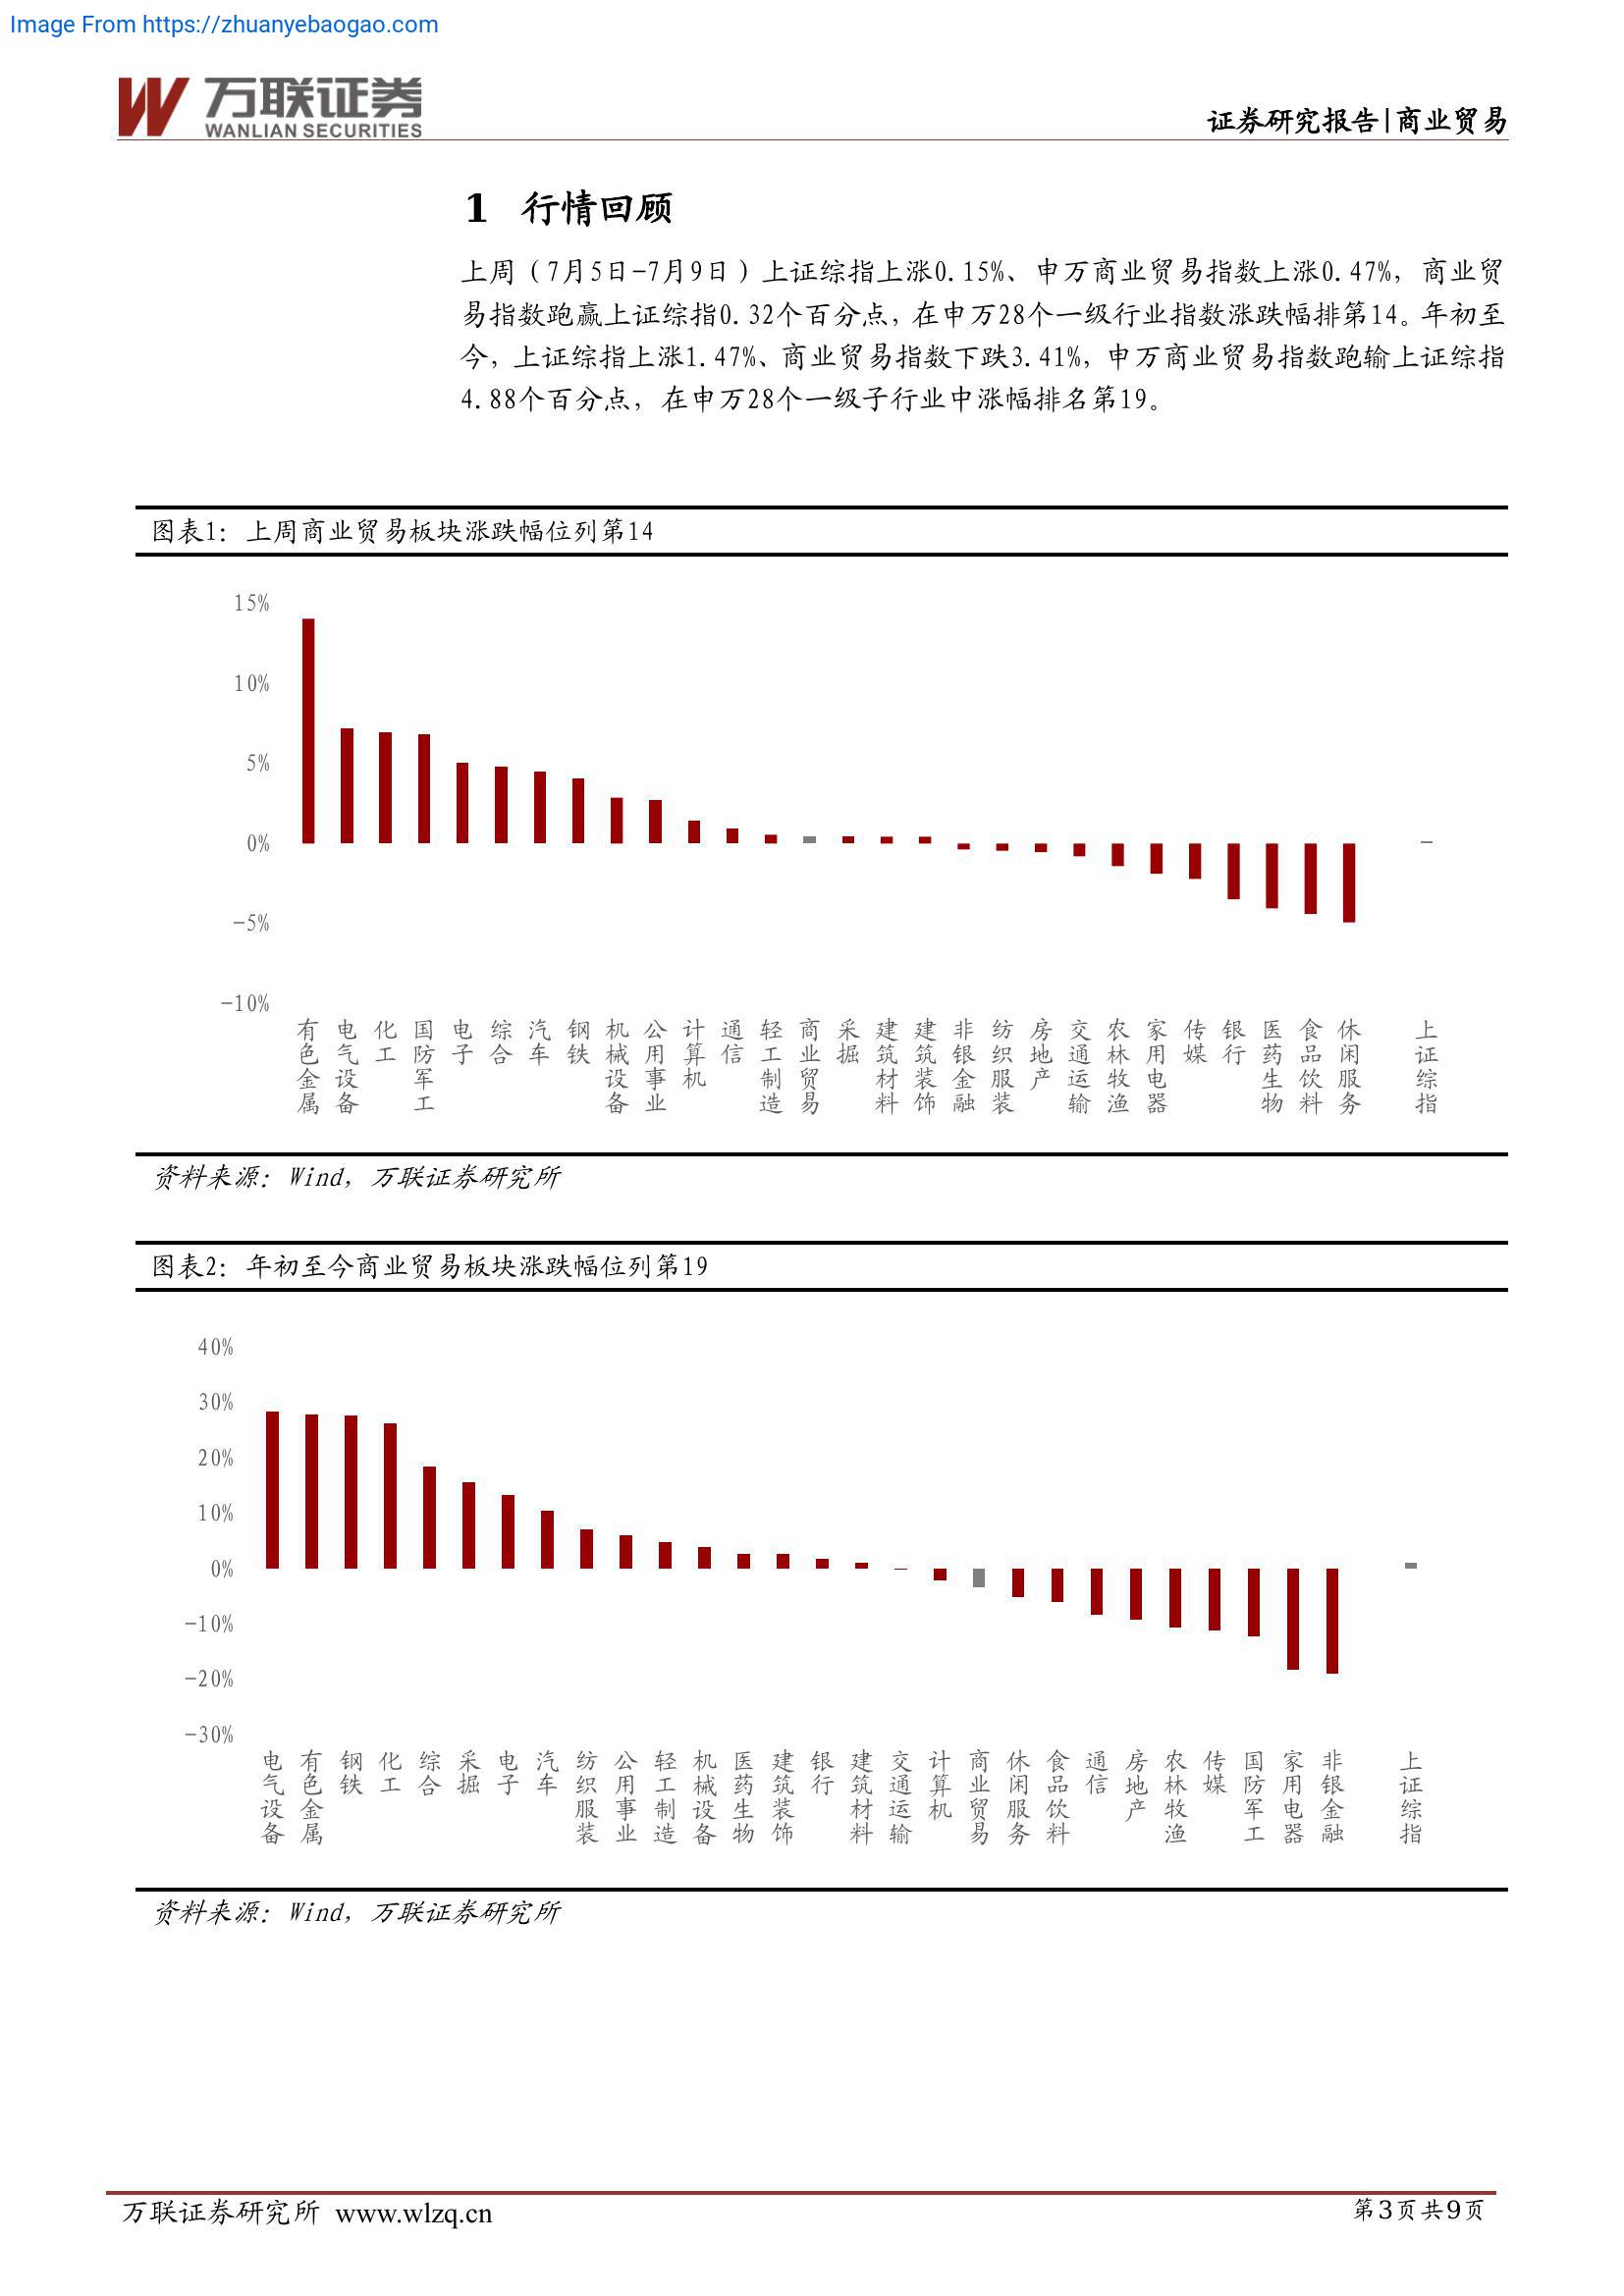 Image From https://zhuanyebaogao.com
万联证券
WANLIAN SECURITIES
证券研究报告|商业贸易
1 行情回顾
上周（7月5日-7月9日）上证综指上涨0.15%、申万商业贸易指数上涨0.47%，商业贸
易指数跑赢上证综指0.32个百分点，在申万28个一级行业指数涨跌幅排第14。年初至
今，上证综指上涨1.47%、商业贸易指数下跌3.41%，申万商业贸易指数跑输上证综指
4.88个百分点，在申万28个一级子行业中涨幅排名第19。
图表1：上周商业贸易板块涨跌幅位列第14
15%
10%
5%
0%
-5%
-10%
有色金属
电气设备
化工
国防军工
电子
综合
汽车
钢铁
机械设备
公用事业
计算机
通信
轻工制造
商业贸易
采掘
建筑材料
建筑装饰
非银金融
纺织服装
房地产
交通运输
农林牧渔
家用电器
传媒
银行
医药生物
食品饮料
休闲服务
上证综指
资料来源：Wind，万联证券研究所
图表2：年初至今商业贸易板块涨跌幅位列第19
40%
30%
20%
10%
0%
-10%
-20%
-30%
电气设备
有色金属
钢铁
化工
综合
采掘
电子
汽车
纺织服装
公用事业
轻工制造
机械设备
医药生物
建筑装饰
银行
建筑材料
交通运输
计算机
商业贸易
休闲服务
食品饮料
通信
房地产
农林牧渔
传媒
国防军工
家用电器
非银金融
上证综指
资料来源：Wind，万联证券研究所
万联证券研究所 www.wlzq.cn
第3页共9页